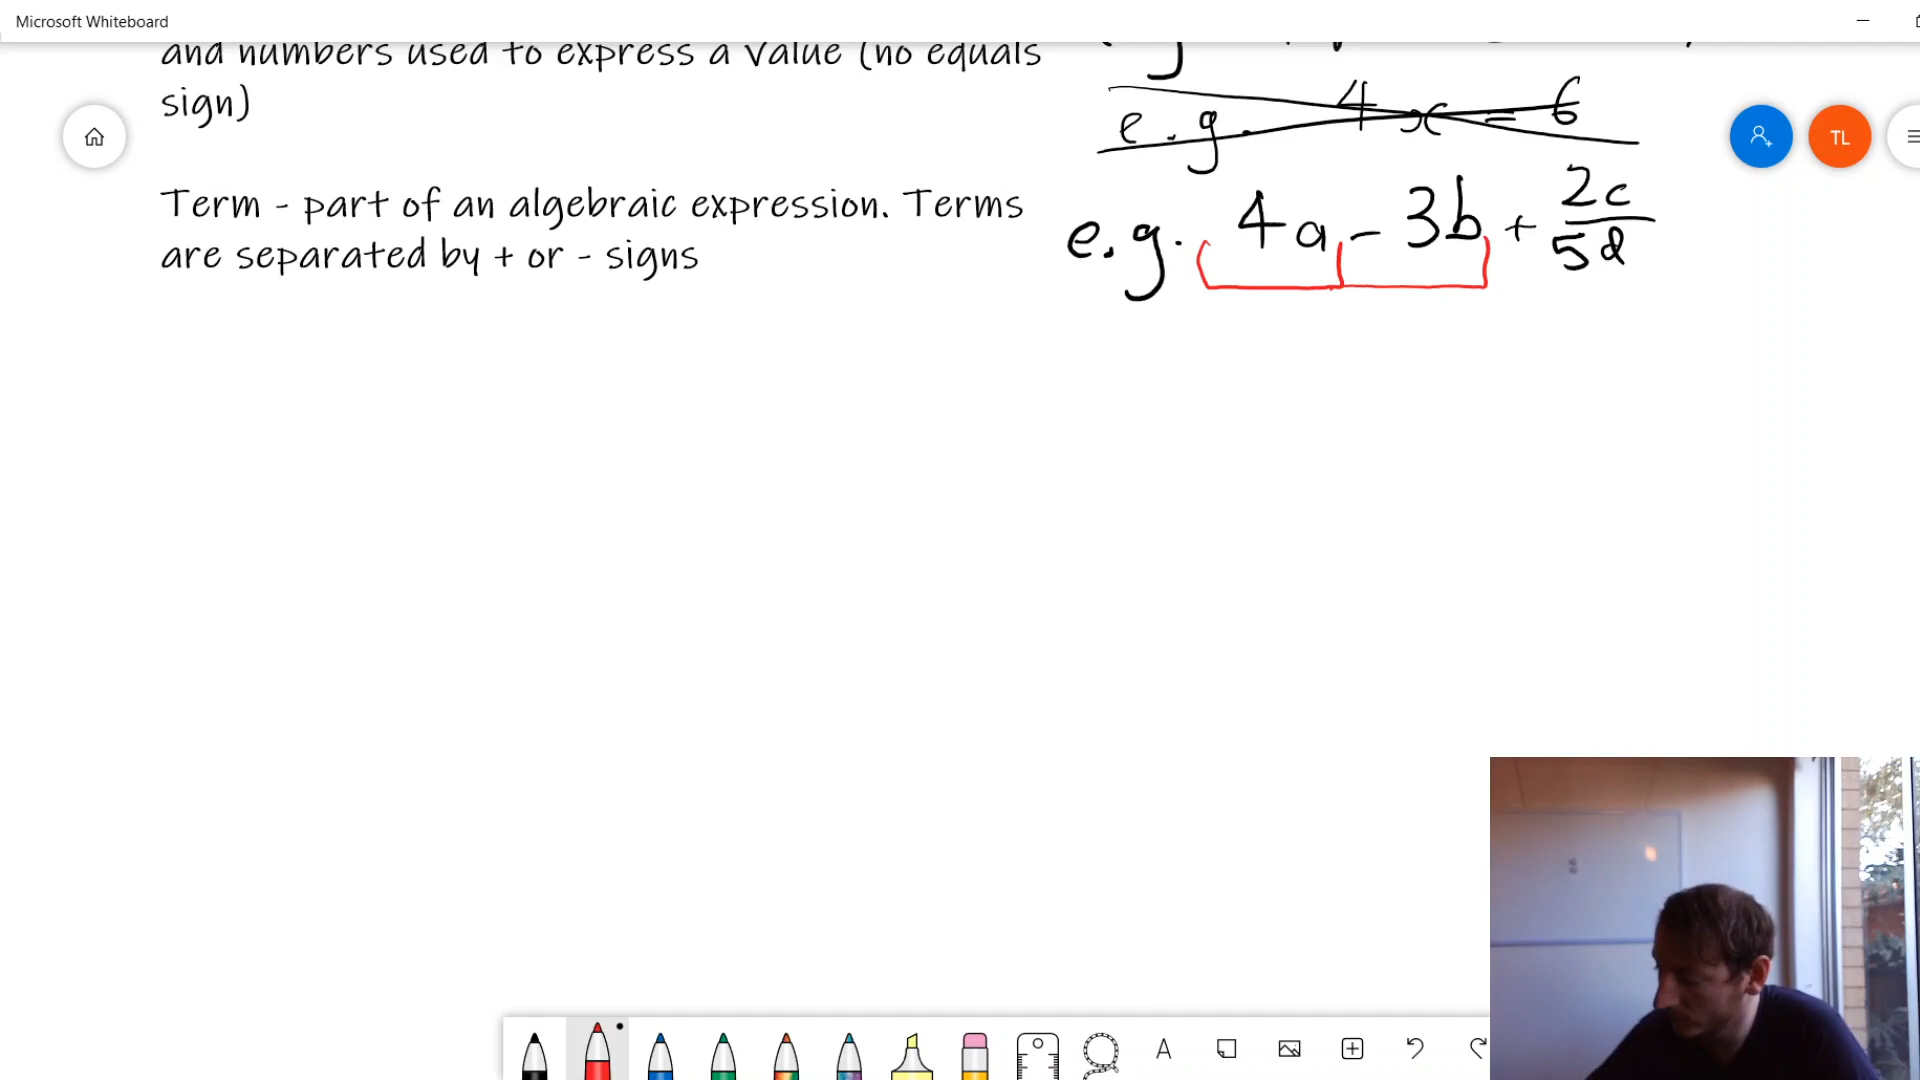 Microsoft Whiteboard
and numbers used to express a value (no equals
sign)
e.g. 4x = 6
TL
Term - part of an algebraic expression. Terms
are separated by + or - signs
e.g. 4a - 3b + 2c/5d
A